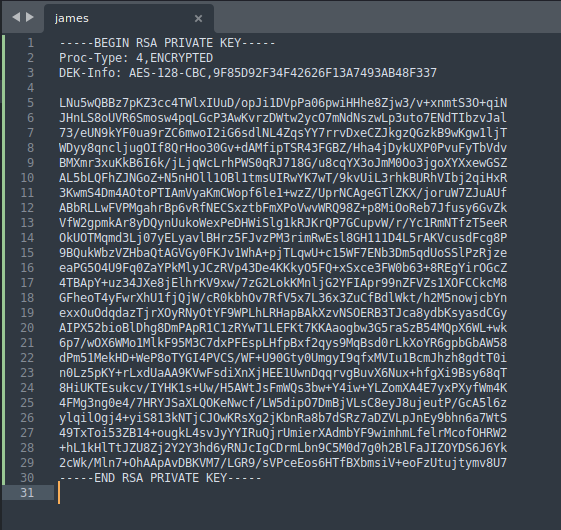 james ×
1 -----BEGIN RSA PRIVATE KEY-----
2 Proc-Type: 4,ENCRYPTED
3 DEK-Info: AES-128-CBC,9F85D92F34F42626F13A7493AB48F337
4
5 LNu5wQBBz7pKZ3cc4TWlxIUuD/opJi1DVpPa06pwiHHhe8Zjw3/v+xnmtS3O+qiN
6 JHnLS8oUVR6Smosw4pqLGcP3AwKvrzDWtw2ycO7mNdNszwLp3uto7ENdTIbzvJal
7 73/eUN9kYF0ua9rZC6mwoI2iG6sdlNL4ZqsYY7rrvDxeCZJkgzQGzkB9wKgw1ljT
8 WDyy8qncljugOIf8QrHoo30Gv+dAMfipTSR43FGBZ/Hha4jDykUXP0PvuFyTbVdv
9 BMXmr3xuKkB6I6k/jLjqWcLrhPWS0qRJ718G/u8cqYX3oJmM0Oo3jgoXYXxewGSZ
10 AL5bLQFhZJNGoZ+N5nHOll1OBl1tmsUIRwYK7wT/9kvUiL3rhkBURhVIbj2qiHxR
11 3KwmS4Dm4AOtoPTIAmVyaKmCWopf6le1+wzZ/UprNCAgeGTlZKX/joruW7ZJuAUf
12 ABbRLLwFVPMgahrBp6vRfNECSxztbFmXPoVwvWRQ98Z+p8MiOoReb7Jfusy6GvZk
13 VfW2gpmkAr8yDQynUukoWexPeDHWiSlg1kRJKrQP7GCupvW/r/Yc1RmNTfzT5eeR
14 OkUOTMqmd3Lj07yELyavlBHrz5FJvzPM3rimRwEsl8GH111D4L5rAKVcusdFcg8P
15 9BQukWbzVZHbaQtAGVGy0FKJv1WhA+pjTLqwU+c15WF7ENb3Dm5qdUoSSlPzRjze
16 eaPG5O4U9Fq0ZaYPkMlyJCzRVp43De4KKkyO5FQ+xSxce3FW0b63+8REgYirOGcZ
17 4TBApY+uz34JXe8jElhrKV9xw/7zG2LokKMnljG2YFIApr99nZFVZs1XOFCCkcM8
18 GFheoT4yFwrXhU1fjQjW/cR0kbhOv7RfV5x7L36x3ZuCfBdlWkt/h2M5nowjcbYn
19 exxOuOdqdazTjrXOyRNyOtYF9WPLhLRHapBAkXzvNSOERB3TJca8ydbKsyasdCGy
20 AIPX52bioBlDhg8DmPApR1C1zRYwT1LEFKt7KKAaogbw3G5raSzB54MQpX6WL+wk
21 6p7/wOX6WMo1MlkF95M3C7dxPFEspLHfpBxf2qys9MqBsd0rLkXoYR6gpbGbAW58
22 dPm51MekHD+WeP8oTYGI4PVCS/WF+U90Gty0UmgyI9qfxMVIu1BcmJhzh8gdtT0i
23 n0Lz5pKY+rLxdUaAA9KVwFsdiXnXjHEE1UwnDqqrvgBuvX6Nux+hfgXi9Bsy68qT
24 8HiUKTEsukcv/IYHK1s+Uw/H5AWtJsFmWQs3bw+Y4iw+YLZomXA4E7yxPXyfWm4K
25 4FMg3ng0e4/7HRYJSaXLQOKeNwcf/LW5dipO7DmBjVLsC8eyJ8ujeutP/GcA5l6z
26 ylqilOgj4+yiS813kNTjCJOwKRsXg2jKbnRa8b7dSRz7aDZVLpJnEy9bhn6a7WtS
27 49TxToi53ZB14+ougkL4svJyYYIRuQjrUmierXAdmbYF9wimhmLfelrMcofOHRW2
28 +hL1kHlTtJZU8Zj2Y2Y3hd6yRNJcIgCDrmLbn9C5M0d7g0h2BlFaJIZOYDS6J6Yk
29 2cWk/Mln7+OhAApAvDBKVM7/LGR9/sVPceEos6HTfBXbmsiV+eoFzUtujtymv8U7
30 -----END RSA PRIVATE KEY-----
31